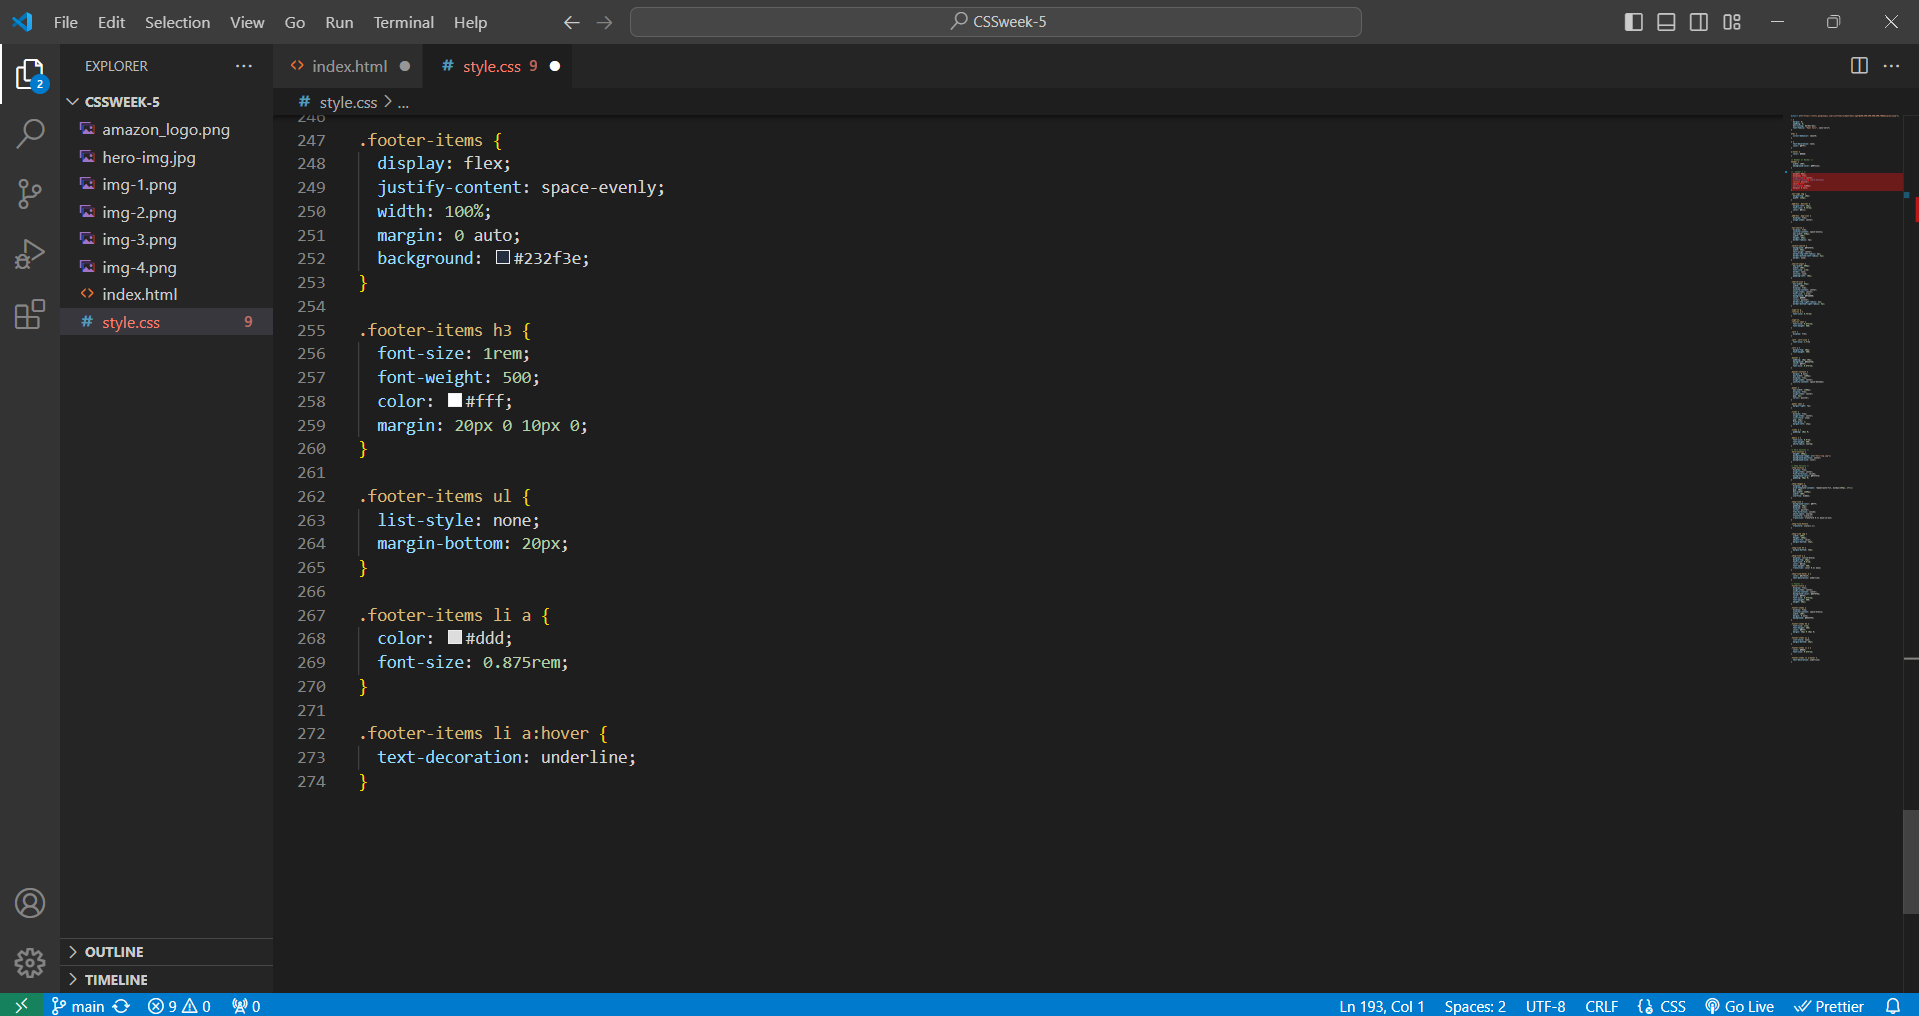 File Edit Selection View Go Run Terminal Help
CSSweek-5
EXPLORER
index.html
style.css 9
2
CSSWEEK-5
style.css > ...
amazon_logo.png
hero-img.jpg
img-1.png
img-2.png
img-3.png
img-4.png
index.html
style.css 9
246
247 .footer-items {
248 display: flex;
249 justify-content: space-evenly;
250 width: 100%;
251 margin: 0 auto;
252 background: #232f3e;
253 }
254
255 .footer-items h3 {
256 font-size: 1rem;
257 font-weight: 500;
258 color: #fff;
259 margin: 20px 0 10px 0;
260 }
261
262 .footer-items ul {
263 list-style: none;
264 margin-bottom: 20px;
265 }
266
267 .footer-items li a {
268 color: #ddd;
269 font-size: 0.875rem;
270 }
271
272 .footer-items li a:hover {
273 text-decoration: underline;
274 }
OUTLINE
TIMELINE
main 9 0 0 Ln 193, Col 1 Spaces: 2 UTF-8 CRLF {} CSS Go Live Prettier